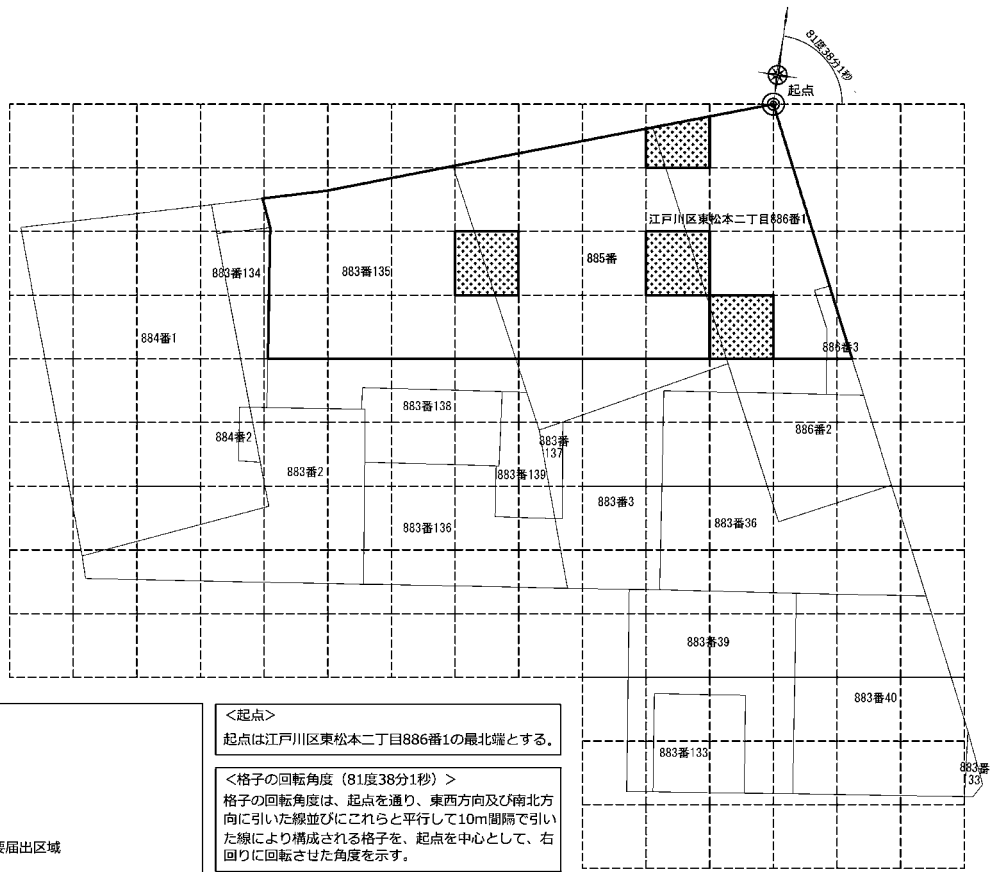 81度38分1秒
起点
江戸川区東松本二丁目886番1
885番
883番135
883番134
884番1
886番3
883番138
886番2
884番2
883番
137
883番2
883番139
883番3
883番136
883番36
883番39
883番40
883番133
883番
133
<起点>
起点は江戸川区東松本二丁目886番1の最北端とする。
<格子の回転角度（81度38分1秒）>
格子の回転角度は、起点を通り、東西方向及び南北方
向に引いた線並びにこれらと平行して10m間隔で引い
た線により構成される格子を、起点を中心として、右
回りに回転させた角度を示す。
要届出区域